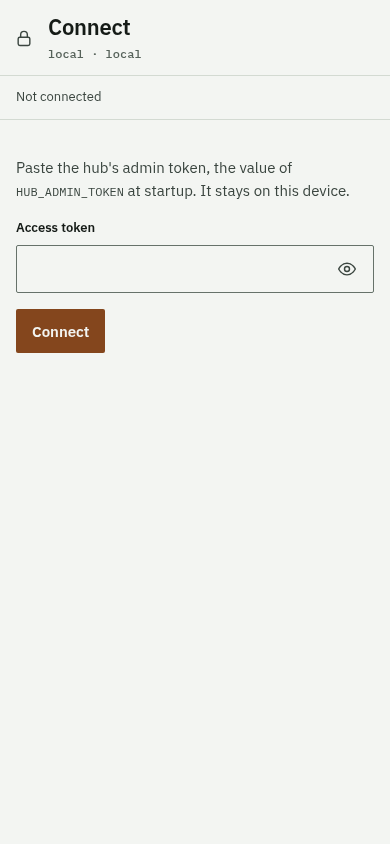 Connect
local · local
Not connected
Paste the hub's admin token, the value of
HUB_ADMIN_TOKEN at startup. It stays on this device.
Access token
Connect